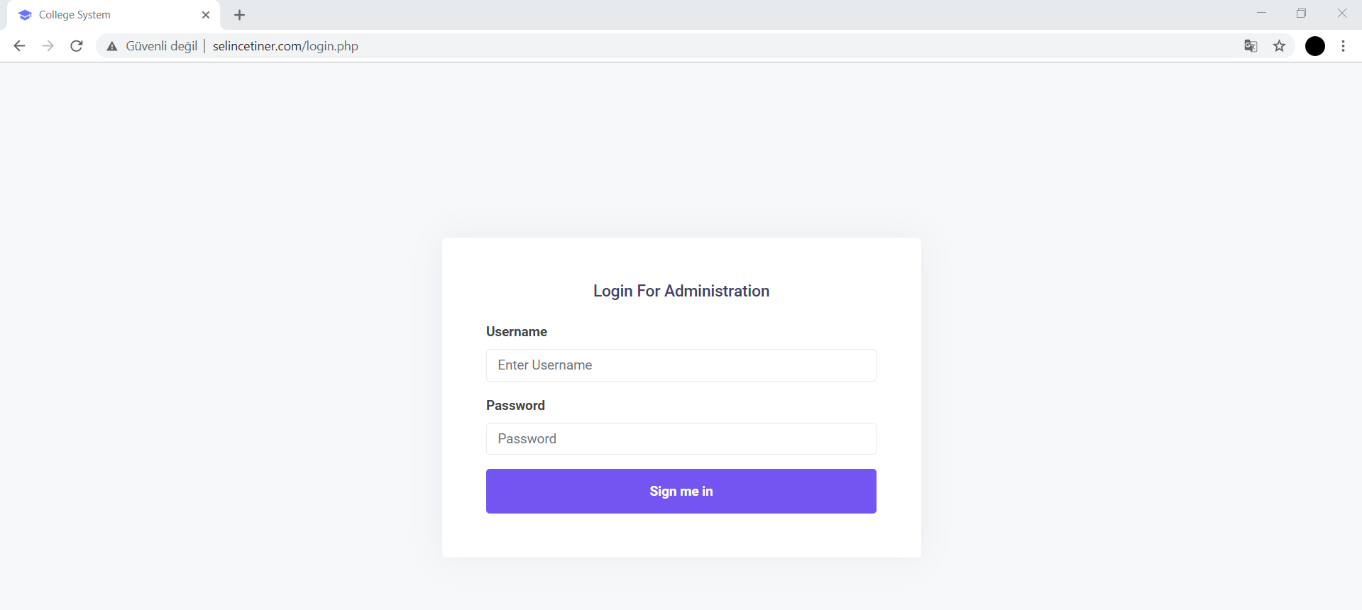 College System
Güvenli değil | selincetiner.com/login.php
Login For Administration
Username
Enter Username
Password
Password
Sign me in